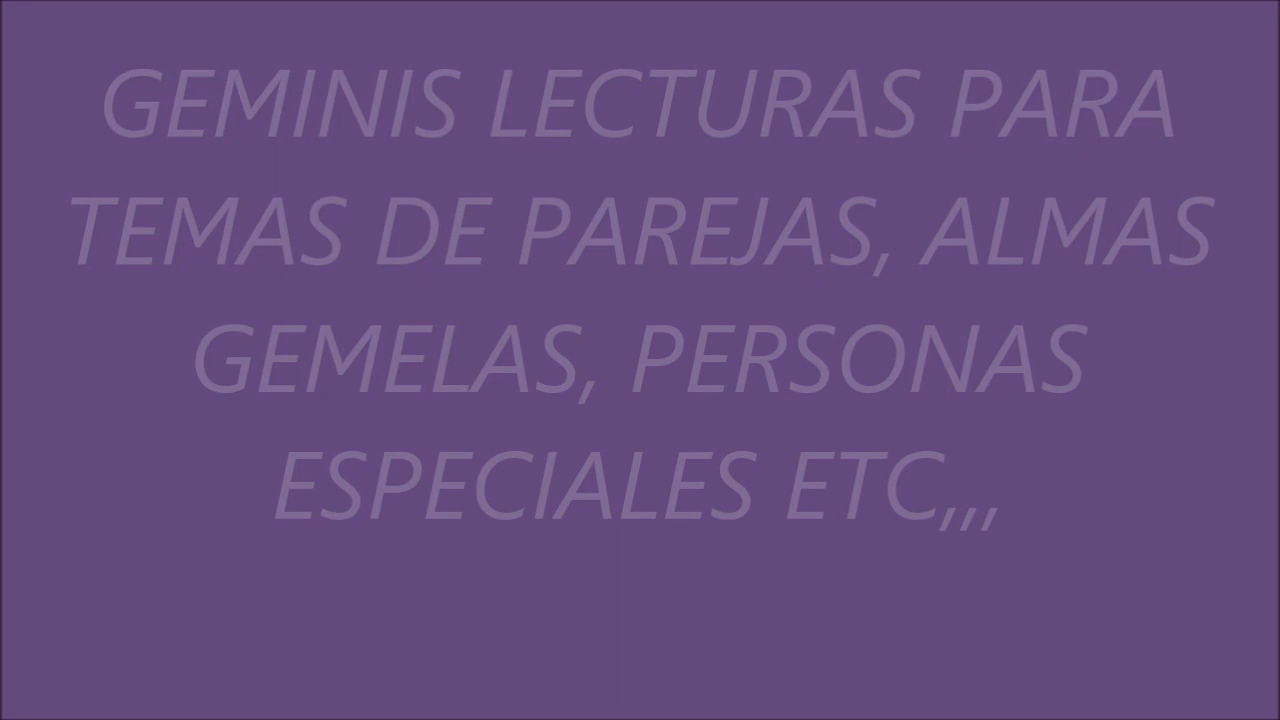 GEMINIS LECTURAS PARA
TEMAS DE PAREJAS, ALMAS
GEMELAS, PERSONAS
ESPECIALES ETC,,,